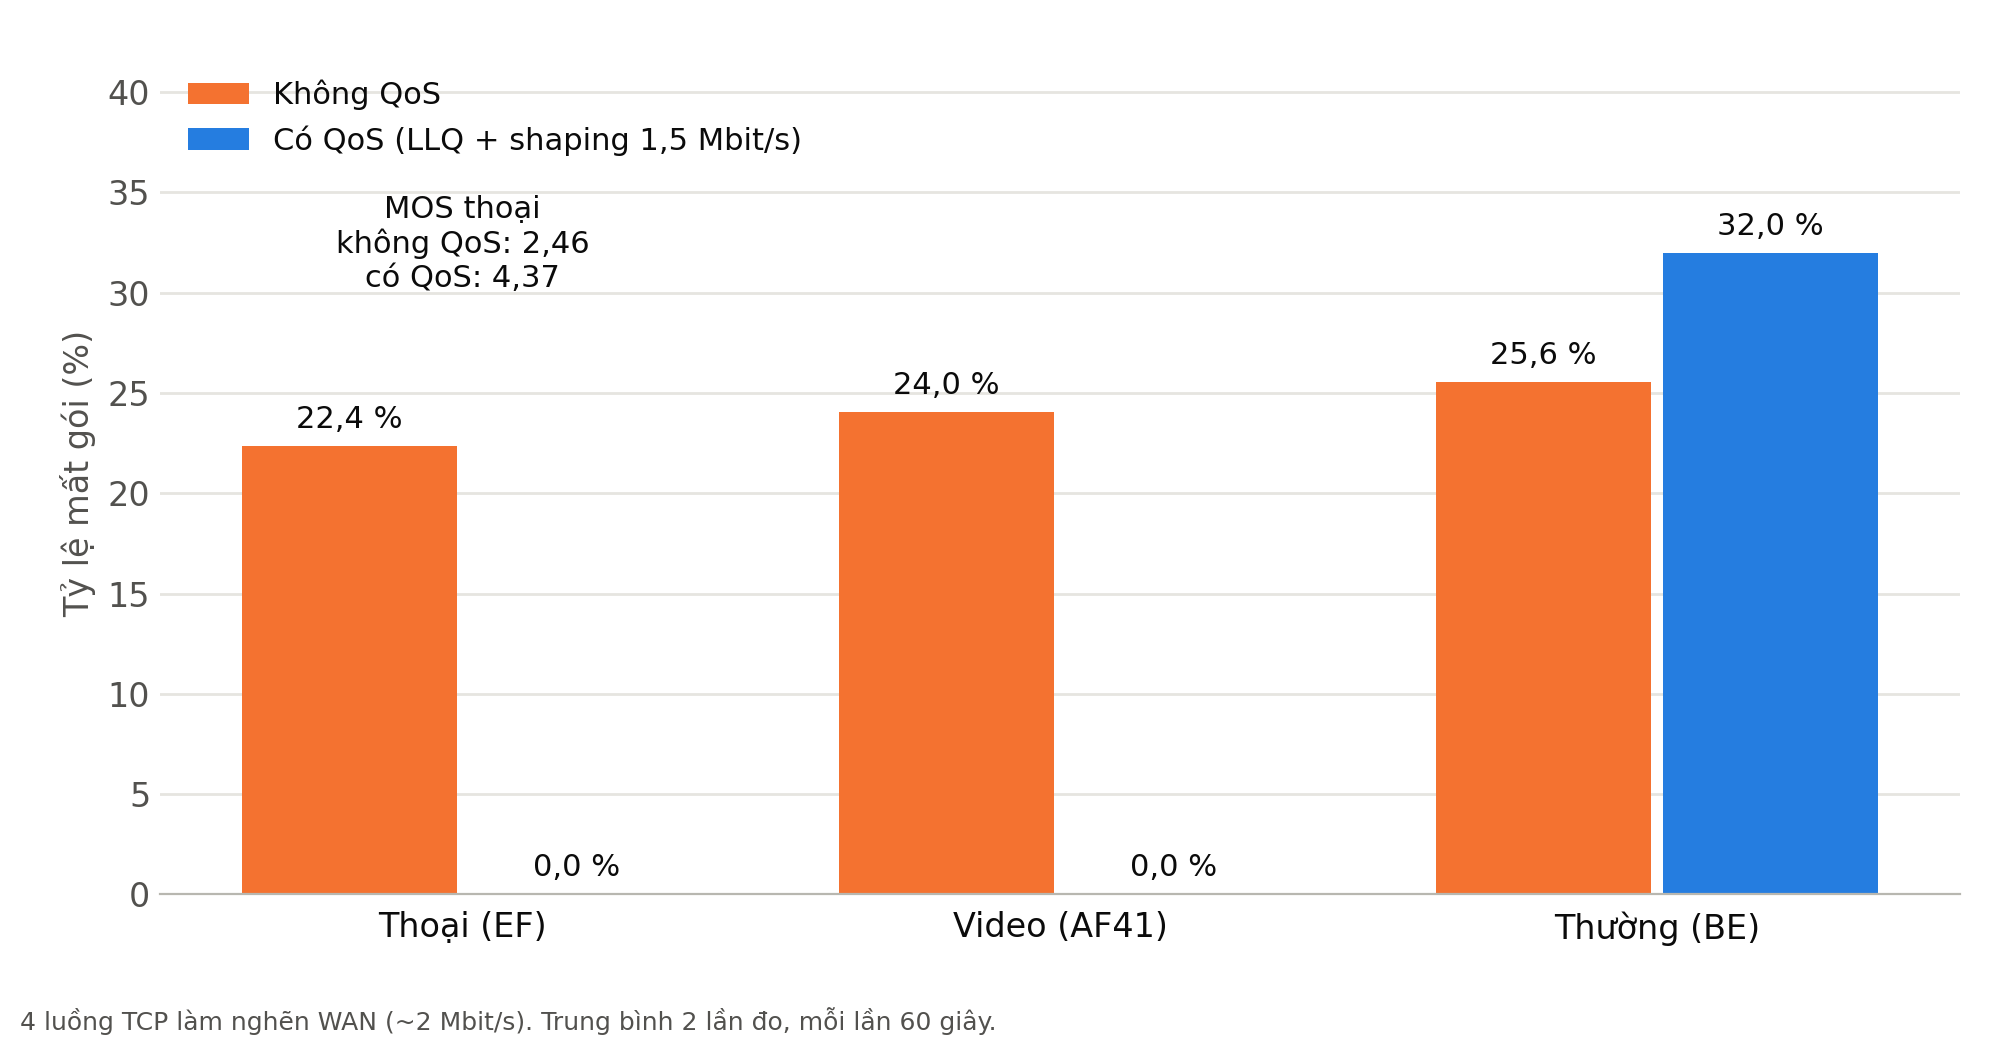 40
Không QoS
Có QoS (LLQ + shaping 1,5 Mbit/s)
35
MOS thoại
không QoS: 2,46
có QoS: 4,37
32,0 %
30
25,6 %
24,0 %
25
22,4 %
20
15
10
5
0,0 %
0,0 %
0
Tỷ lệ mất gói (%)
Thoại (EF)
Video (AF41)
Thường (BE)
4 luồng TCP làm nghẽn WAN (~2 Mbit/s). Trung bình 2 lần đo, mỗi lần 60 giây.